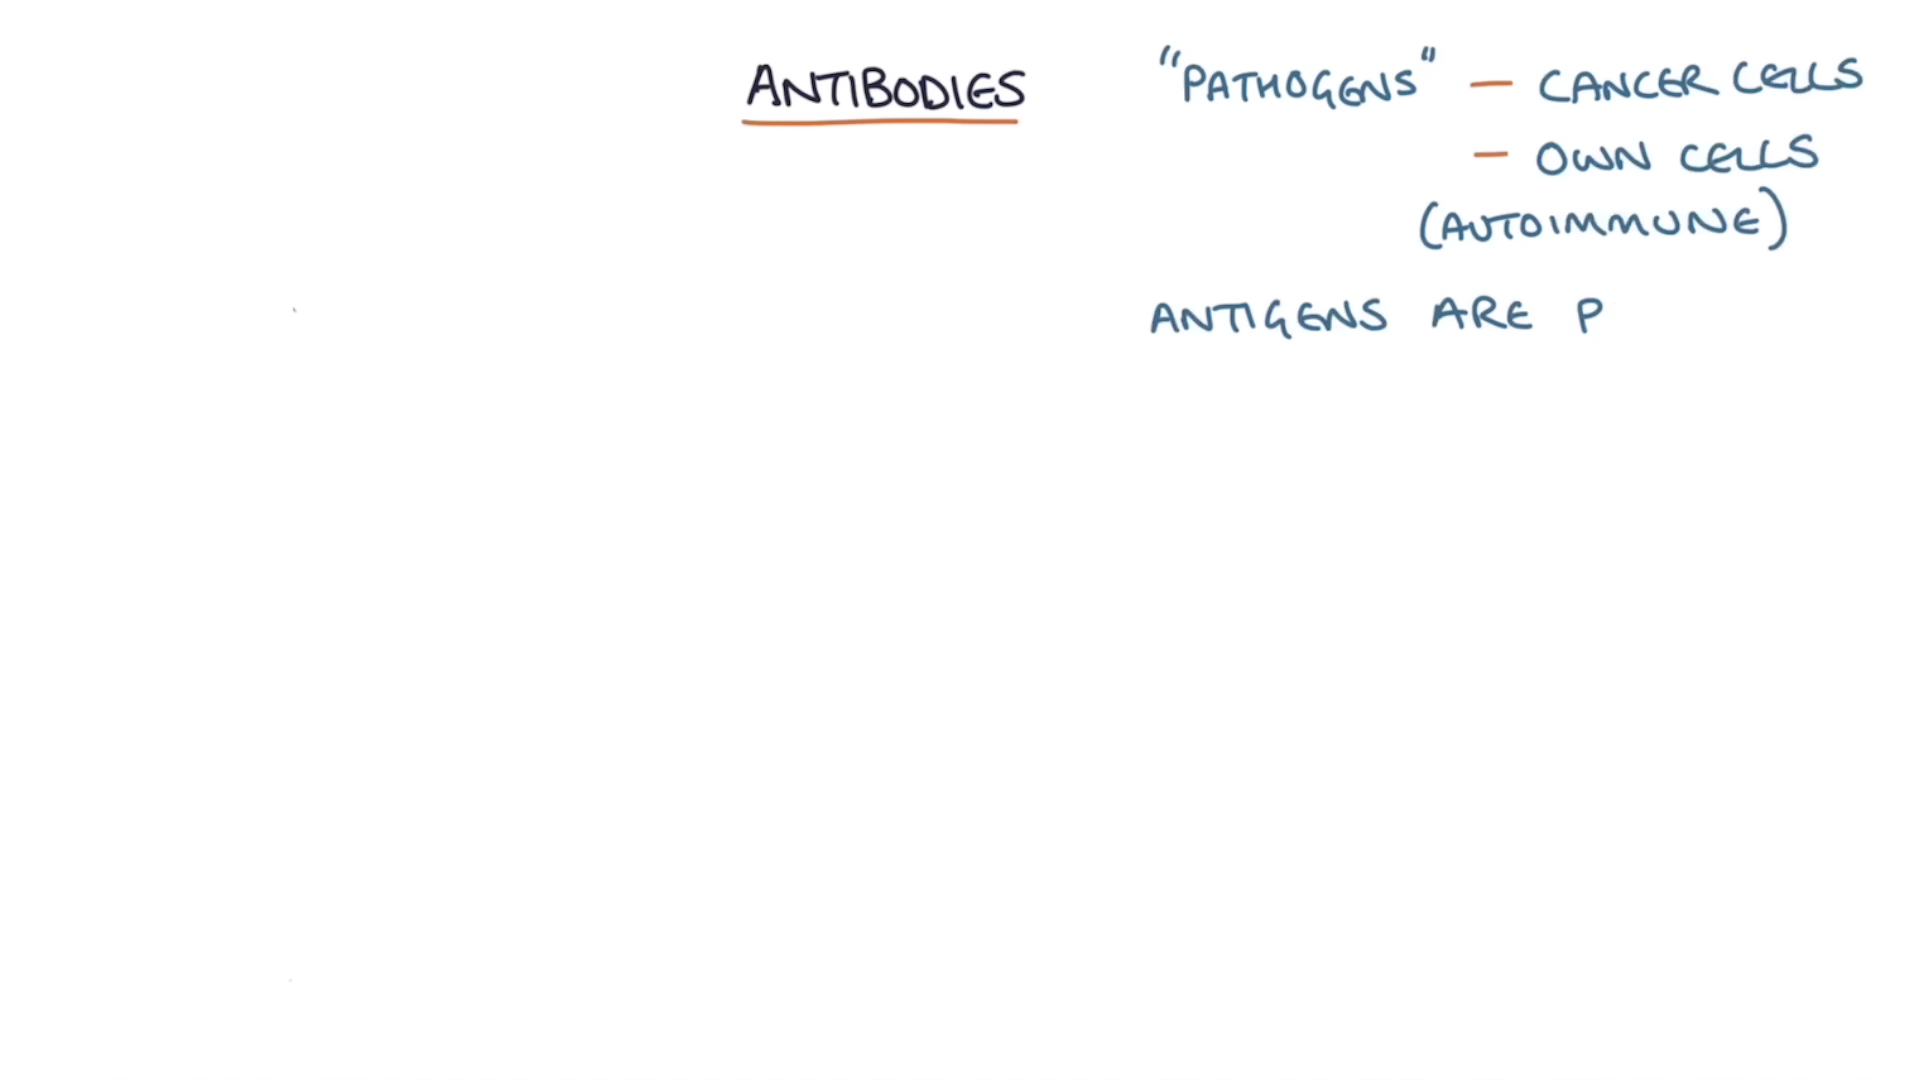 ANTIBODIES
"PATHOGENS" – CANCER CELLS
– OWN CELLS
(AUTOIMMUNE)
ANTIGENS ARE P